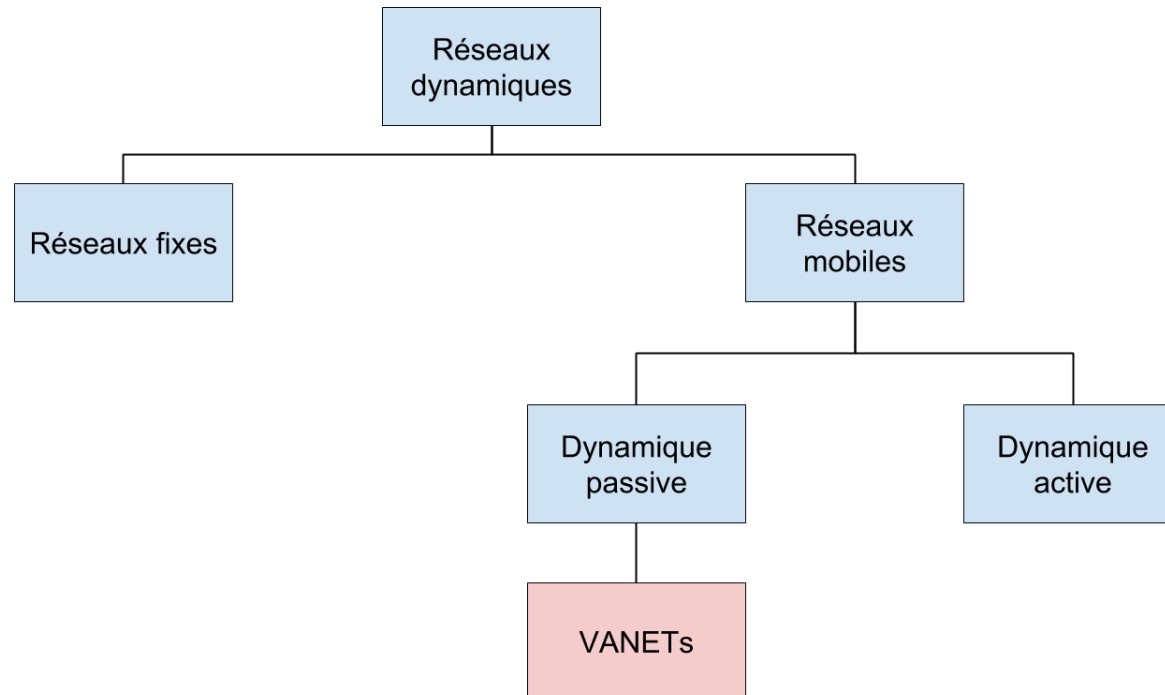 Réseaux
dynamiques
Réseaux fixes
Réseaux
mobiles
Dynamique
passive
Dynamique
active
VANETs